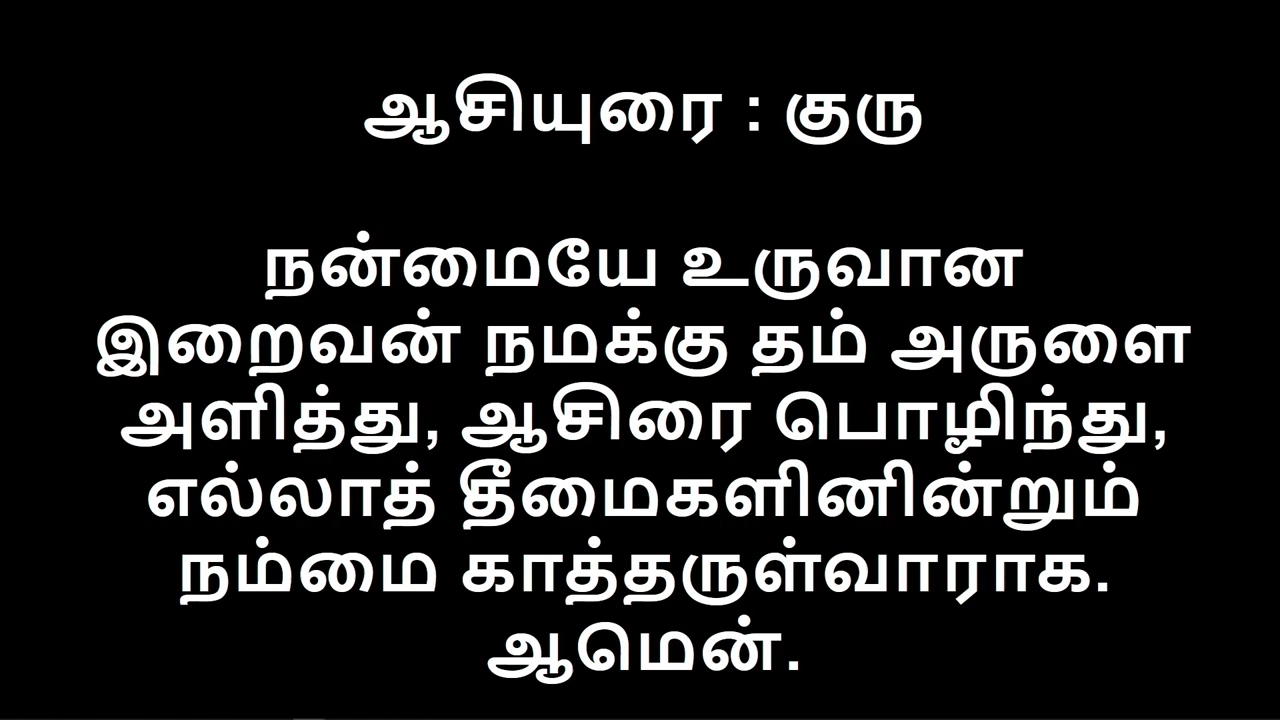 ஆசியுரை : குரு
நன்மையே உருவான
இறைவன் நமக்கு தம் அருளை
அளித்து, ஆசிரை பொழிந்து,
எல்லாத் தீமைகளினின்றும்
நம்மை காத்தருள்வாராக.
ஆமென்.